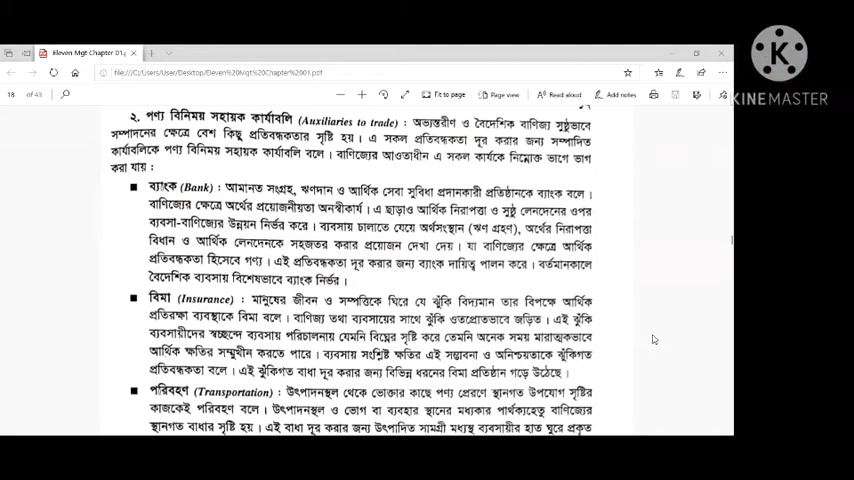 Eleven Mgt Chapter 01.
file:///C:/Users/User/Desktop/Eleven%20Mgt%20Chapter%2001.pdf
18 of 43
Fit to page
Page view
Read aloud
Add notes
KINEMASTER
২. পণ্য বিনিময় সহায়ক কার্যাবলি (Auxiliaries to trade) : অভ্যন্তরীণ ও বৈদেশিক বাণিজ্য সুষ্ঠুভাবে
সম্পাদনের ক্ষেত্রে বেশ কিছু প্রতিবন্ধকতার সৃষ্টি হয়। এ সকল প্রতিবন্ধকতা দূর করার জন্য সম্পাদিত
কার্যাবলিকে পণ্য বিনিময় সহায়ক কার্যাবলি বলে। বাণিজ্যের আওতাধীন এ সকল কার্যকে নিম্নোক্ত ভাগে ভাগ
করা যায় :
■ ব্যাংক (Bank) : আমানত সংগ্রহ, ঋণদান ও আর্থিক সেবা সুবিধা প্রদানকারী প্রতিষ্ঠানকে ব্যাংক বলে।
বাণিজ্যের ক্ষেত্রে অর্থের প্রয়োজনীয়তা অনস্বীকার্য। এ ছাড়াও আর্থিক নিরাপত্তা ও সুষ্ঠু লেনদেনের ওপর
ব্যবসা-বাণিজ্যের উন্নয়ন নির্ভর করে। ব্যবসায় চালাতে যেয়ে অর্থসংস্থান (ঋণ গ্রহণ), অর্থের নিরাপত্তা
বিধান ও আর্থিক লেনদেনকে সহজতর করার প্রয়োজন দেখা দেয়। যা বাণিজ্যের ক্ষেত্রে আর্থিক
প্রতিবন্ধকতা হিসেবে গণ্য। এই প্রতিবন্ধকতা দূর করার জন্য ব্যাংক দায়িত্ব পালন করে। বর্তমানকালে
বৈদেশিক ব্যবসায় বিশেষভাবে ব্যাংক নির্ভর।
■ বিমা (Insurance) : মানুষের জীবন ও সম্পত্তিকে ঘিরে যে ঝুঁকি বিদ্যমান তার বিপক্ষে আর্থিক
প্রতিরক্ষা ব্যবস্থাকে বিমা বলে। বাণিজ্য তথা ব্যবসায়ের সাথে ঝুঁকি ওতপ্রোতভাবে জড়িত। এই ঝুঁকি
ব্যবসায়ীদের স্বচ্ছন্দে ব্যবসায় পরিচালনায় যেমনি বিঘ্নের সৃষ্টি করে তেমনি অনেক সময় মারাত্মকভাবে
আর্থিক ক্ষতির সম্মুখীন করতে পারে। ব্যবসায় সংশ্লিষ্ট ক্ষতির এই সম্ভাবনা ও অনিশ্চয়তাকে ঝুঁকিগত
প্রতিবন্ধকতা বলে। এই ঝুঁকিগত বাধা দূর করার জন্য বিভিন্ন ধরনের বিমা প্রতিষ্ঠান গড়ে উঠেছে।
■ পরিবহণ (Transportation) : উৎপাদনস্থল থেকে ভোক্তার কাছে পণ্য প্রেরণে স্থানগত উপযোগ সৃষ্টির
কাজকেই পরিবহণ বলে। উৎপাদনস্থল ও ভোগ বা ব্যবহার স্থানের মধ্যকার পার্থক্যহেতু বাণিজ্যের
স্থানগত বাধার সৃষ্টি হয়। এই বাধা দূর করার জন্য উৎপাদিত সামগ্রী মধ্যস্থ ব্যবসায়ীর হাত ঘুরে প্রকৃত